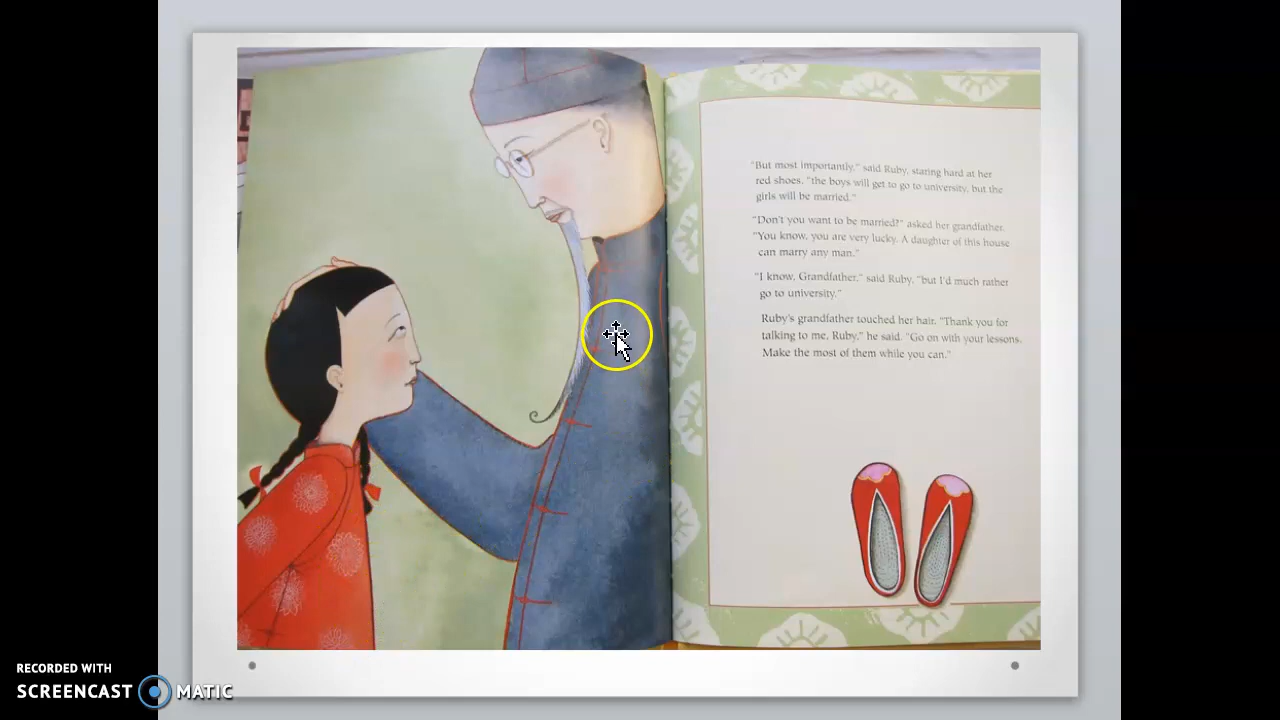 "But most importantly," said Ruby, staring hard at her
red shoes, "the boys will get to go to university, but the
girls will be married."
"Don't you want to be married?" asked her grandfather.
"You know, you are very lucky. A daughter of this house
can marry any man."
"I know, Grandfather," said Ruby, "but I'd much rather
go to university."
Ruby's grandfather touched her hair. "Thank you for
talking to me, Ruby," he said. "Go on with your lessons.
Make the most of them while you can."
RECORDED WITH
SCREENCAST MATIC